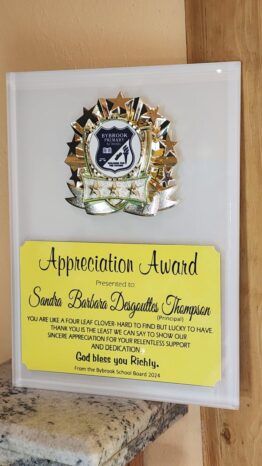 BYBROOK
PRIMARY
Appreciation Award
Presented to
Sandra Barbara Desgouttes Thompson
(Principal)
YOU ARE LIKE A FOUR LEAF CLOVER- HARD TO FIND BUT LUCKY TO HAVE.
THANK YOU IS THE LEAST WE CAN SAY TO SHOW OUR
SINCERE APPRECIATION FOR YOUR RELENTLESS SUPPORT
AND DEDICATION.
God bless you Richly.
From the Bybrook School Board 2024